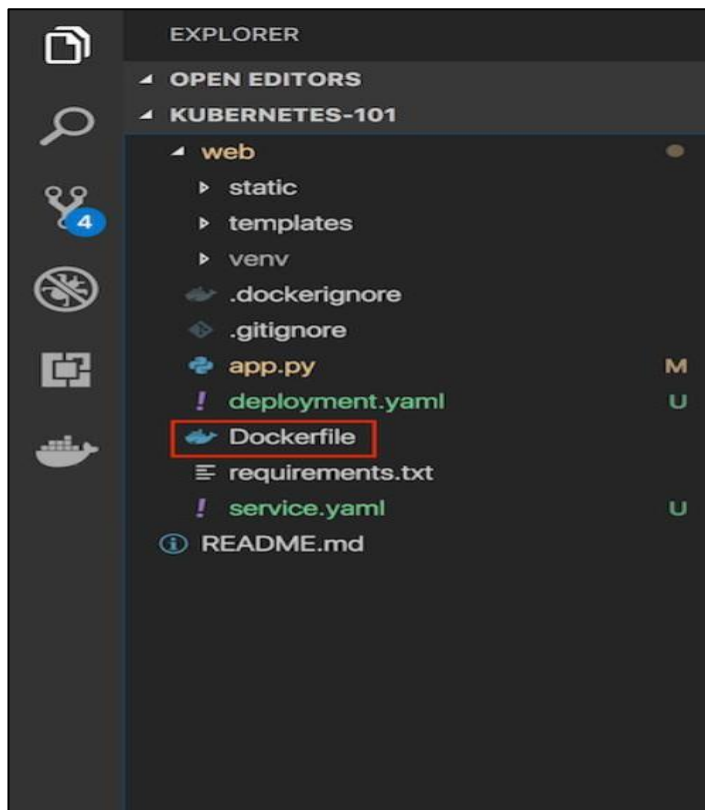 EXPLORER
OPEN EDITORS
KUBERNETES-101
web
static
templates
4
venv
.dockerignore
.gitignore
app.py M
deployment.yaml U
Dockerfile
requirements.txt
service.yaml U
README.md